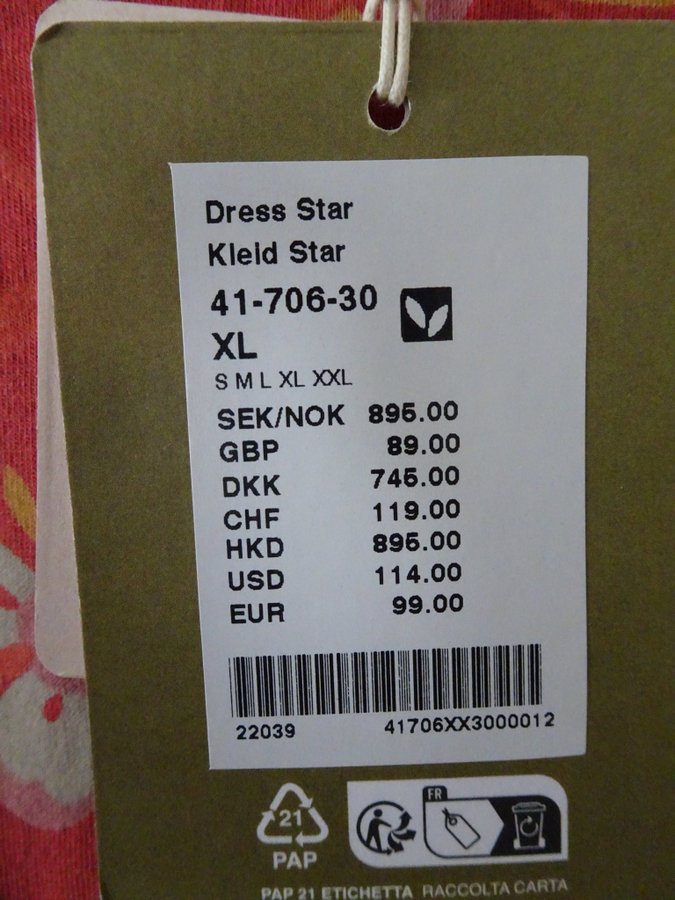 Dress Star
Kleid Star
41-706-30
XL
S M L XL XXL
SEK/NOK 895.00
GBP 89.00
DKK 745.00
CHF 119.00
HKD 895.00
USD 114.00
EUR 99.00
22039 41706XX3000012
21
PAP
FR
PAP 21 ETICHETTA RACCOLTA CARTA